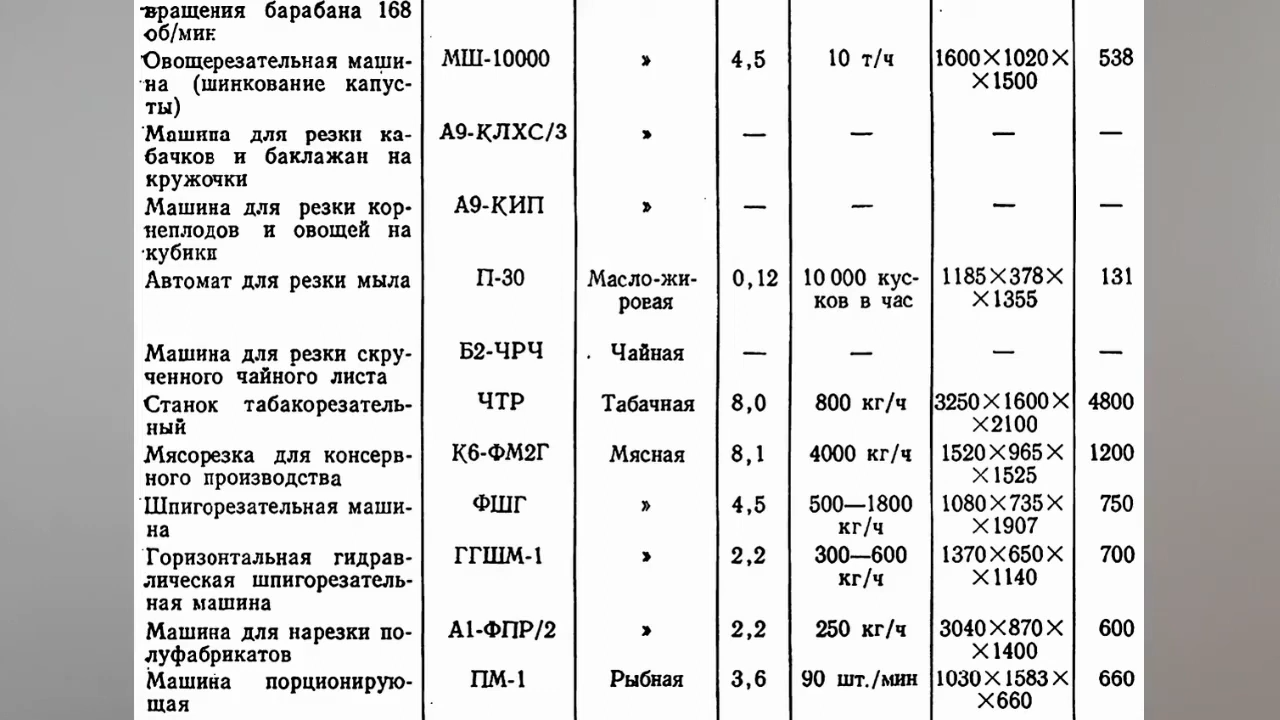 вращения барабана 168
об/мин
Овощерезательная маши- МШ-10000 » 4,5 10 т/ч 1600×1020× 538
на (шинкование капус- ×1500
ты)
Машина для резки ка- А9-КЛХС/3 » — — — —
бачков и баклажан на
кружочки
Машина для резки кор- А9-КИП » — — — —
неплодов и овощей на
кубики
Автомат для резки мыла П-30 Масло-жи- 0,12 10 000 кус- 1185×378× 131
ровая ков в час ×1355
Машина для резки скру- Б2-ЧРЧ Чайная — — — —
ченного чайного листа
Станок табакорезатель- ЧТР Табачная 8,0 800 кг/ч 3250×1600× 4800
ный ×2100
Мясорезка для консерв- К6-ФМ2Г Мясная 8,1 4000 кг/ч 1520×965× 1200
ного производства ×1525
Шпигорезательная маши- ФШГ » 4,5 500—1800 1080×735× 750
на кг/ч ×1907
Горизонтальная гидрав- ГГШМ-1 » 2,2 300—600 1370×650× 700
лическая шпигорезатель- кг/ч ×1140
ная машина
Машина для нарезки по- А1-ФПР/2 » 2,2 250 кг/ч 3040×870× 600
луфабрикатов ×1400
Машина порционирую- ПМ-1 Рыбная 3,6 90 шт./мин 1030×1583× 660
щая ×660